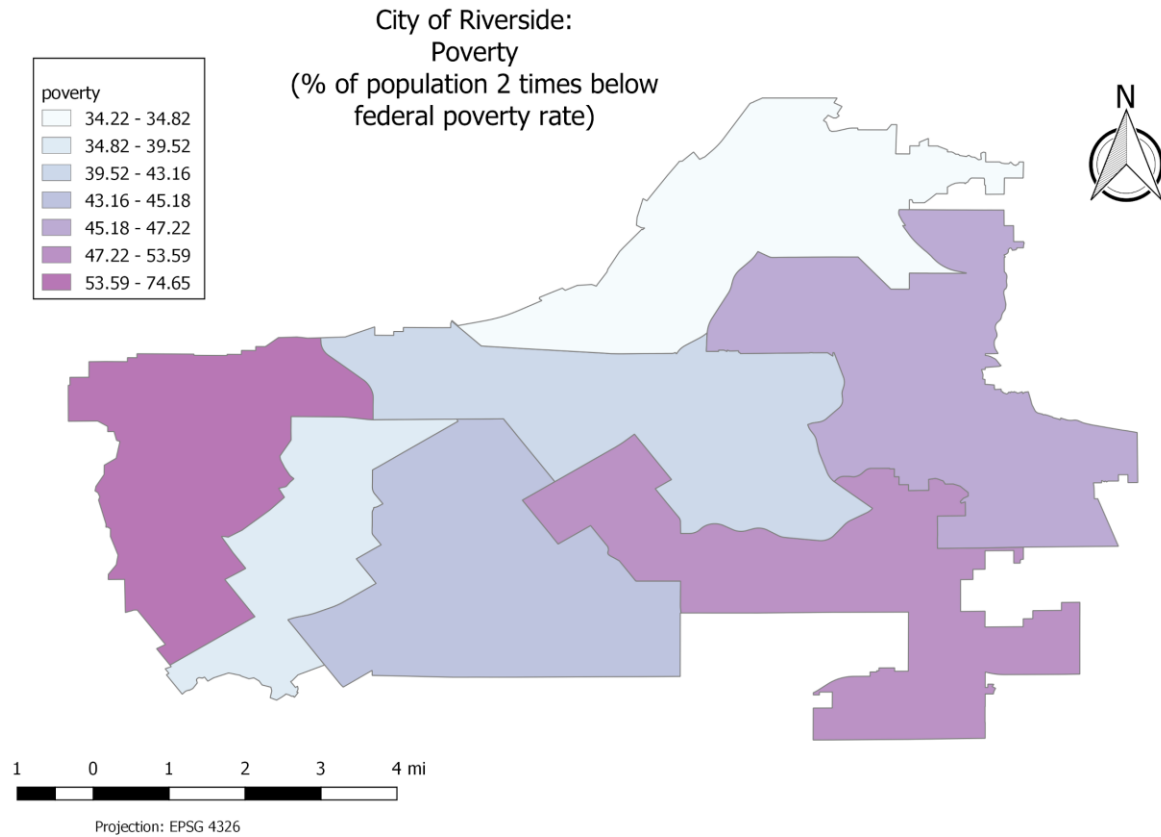 City of Riverside:
Poverty
(% of population 2 times below
federal poverty rate)
poverty
34.22 - 34.82
34.82 - 39.52
39.52 - 43.16
43.16 - 45.18
45.18 - 47.22
47.22 - 53.59
53.59 - 74.65
N
1 0 1 2 3 4 mi
Projection: EPSG 4326